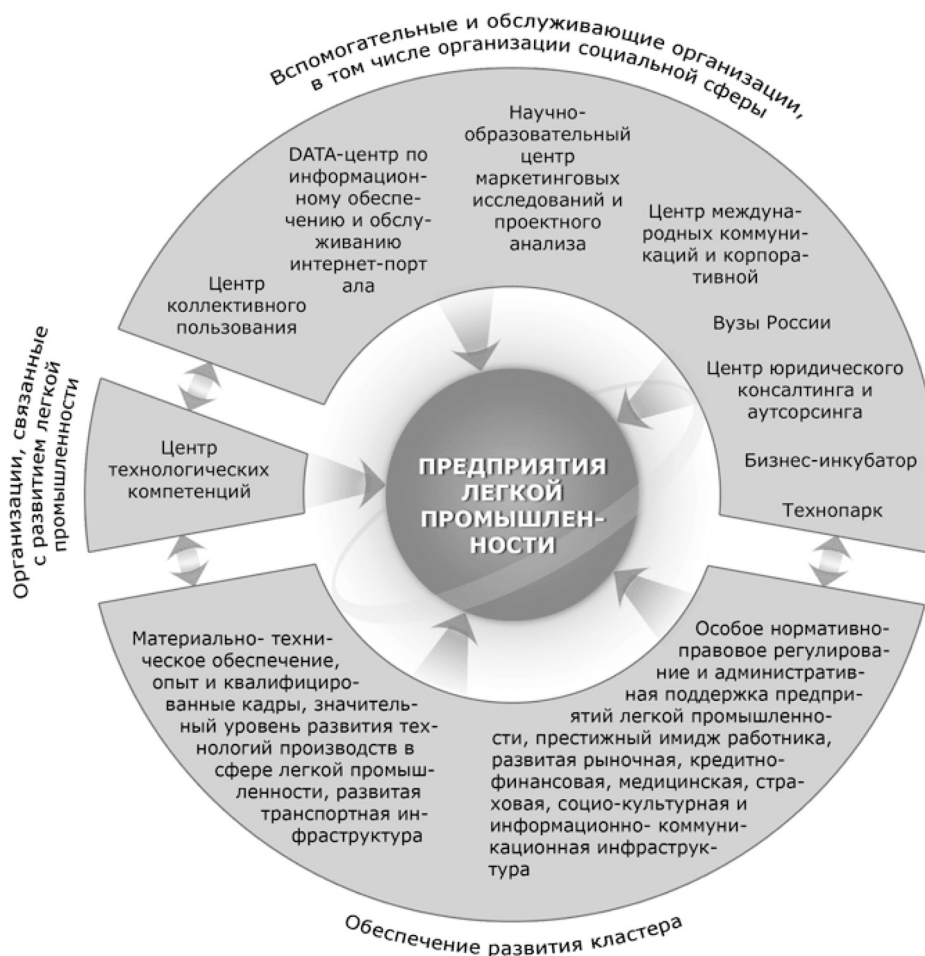 Вспомогательные и обслуживающие организации,
в том числе организации социальной сферы
Научно-
образовательный
центр
маркетинговых
исследований и
проектного
анализа
DATA-центр по
информацион-
ному обеспе-
чению и обслу-
живанию
интернет-порт
ала
Центр междуна-
родных коммуни-
каций и корпора-
тивной
Центр
коллективного
пользования
Вузы России
Центр юридического
консалтинга и
аутсорсинга
Бизнес-инкубатор
Технопарк
Организации, связанные
с развитием легкой
промышленности
Центр
технологических
компетенций
ПРЕДПРИЯТИЯ
ЛЕГКОЙ
ПРОМЫШЛЕН-
НОСТИ
Материально- техни-
ческое обеспечение,
опыт и квалифициро-
ванные кадры, значитель-
ный уровень развития тех-
нологий производств в
сфере легкой промыш-
ленности, развитая
транспортная ин-
фраструктура
Особое нормативно-
правовое регулирова-
ние и административ-
ная поддержка предпри-
ятий легкой промышленно-
сти, престижный имидж работника,
развитая рыночная, кредитно-
финансовая, медицинская, стра-
ховая, социо-культурная и
информационно- коммуни-
кационная инфраструк-
тура
Обеспечение развития кластера